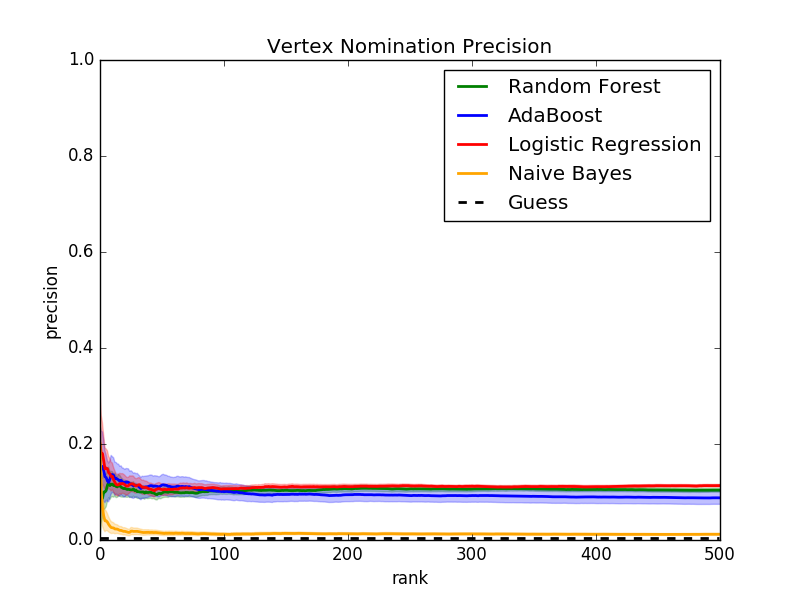 Vertex Nomination Precision
1.0
0.8
0.6
0.4
0.2
0.0
precision
Random Forest
AdaBoost
Logistic Regression
Naive Bayes
Guess
0 100 200 300 400 500
rank